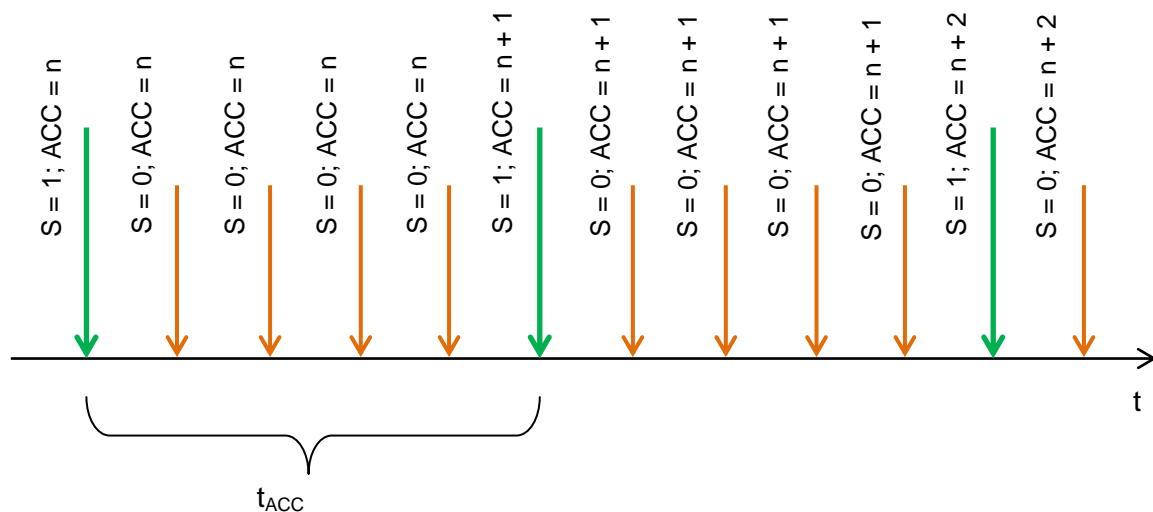 S = 1; ACC = n
S = 0; ACC = n
S = 0; ACC = n
S = 0; ACC = n
S = 0; ACC = n
S = 1; ACC = n + 1
S = 0; ACC = n + 1
S = 0; ACC = n + 1
S = 0; ACC = n + 1
S = 0; ACC = n + 1
S = 1; ACC = n + 2
S = 0; ACC = n + 2
t
tACC